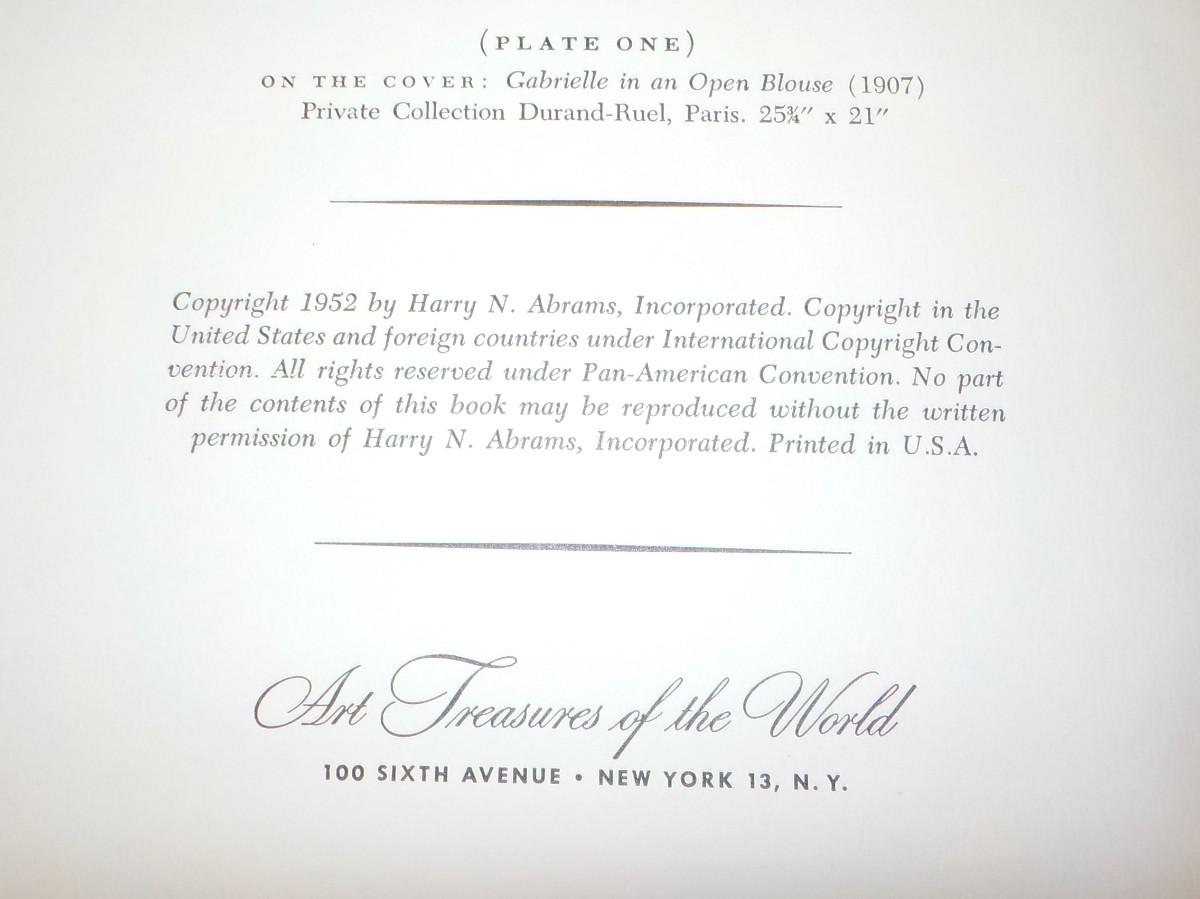 (PLATE ONE)
ON THE COVER: Gabrielle in an Open Blouse (1907)
Private Collection Durand-Ruel, Paris. 25¾″ x 21″
Copyright 1952 by Harry N. Abrams, Incorporated. Copyright in the
United States and foreign countries under International Copyright Con-
vention. All rights reserved under Pan-American Convention. No part
of the contents of this book may be reproduced without the written
permission of Harry N. Abrams, Incorporated. Printed in U.S.A.
Art Treasures of the World
100 SIXTH AVENUE • NEW YORK 13, N. Y.